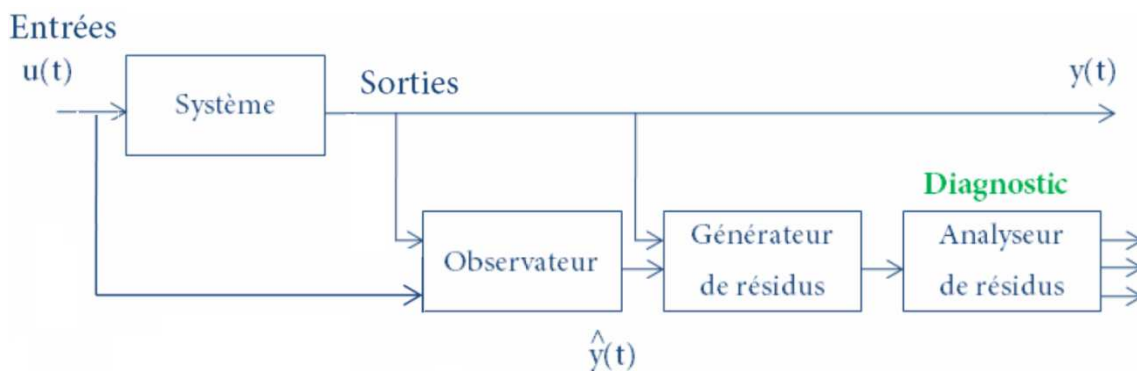 Entrées
u(t)
Système
Sorties
y(t)
Diagnostic
Observateur
Générateur
de résidus
Analyseur
de résidus
ŷ(t)